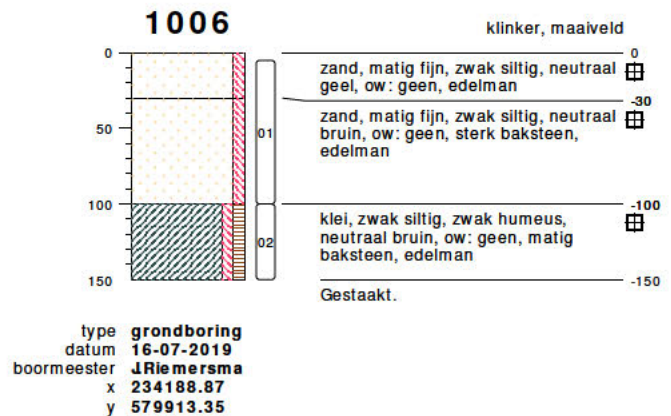 1006
klinker, maaiveld
0
0
zand, matig fijn, zwak siltig, neutraal
geel, ow: geen, edelman
-30
zand, matig fijn, zwak siltig, neutraal
bruin, ow: geen, sterk baksteen,
edelman
50
01
100
-100
klei, zwak siltig, zwak humeus,
neutraal bruin, ow: geen, matig
baksteen, edelman
02
150
-150
Gestaakt.
type grondboring
datum 16-07-2019
boormeester J.Riemersma
x 234188.87
y 579913.35